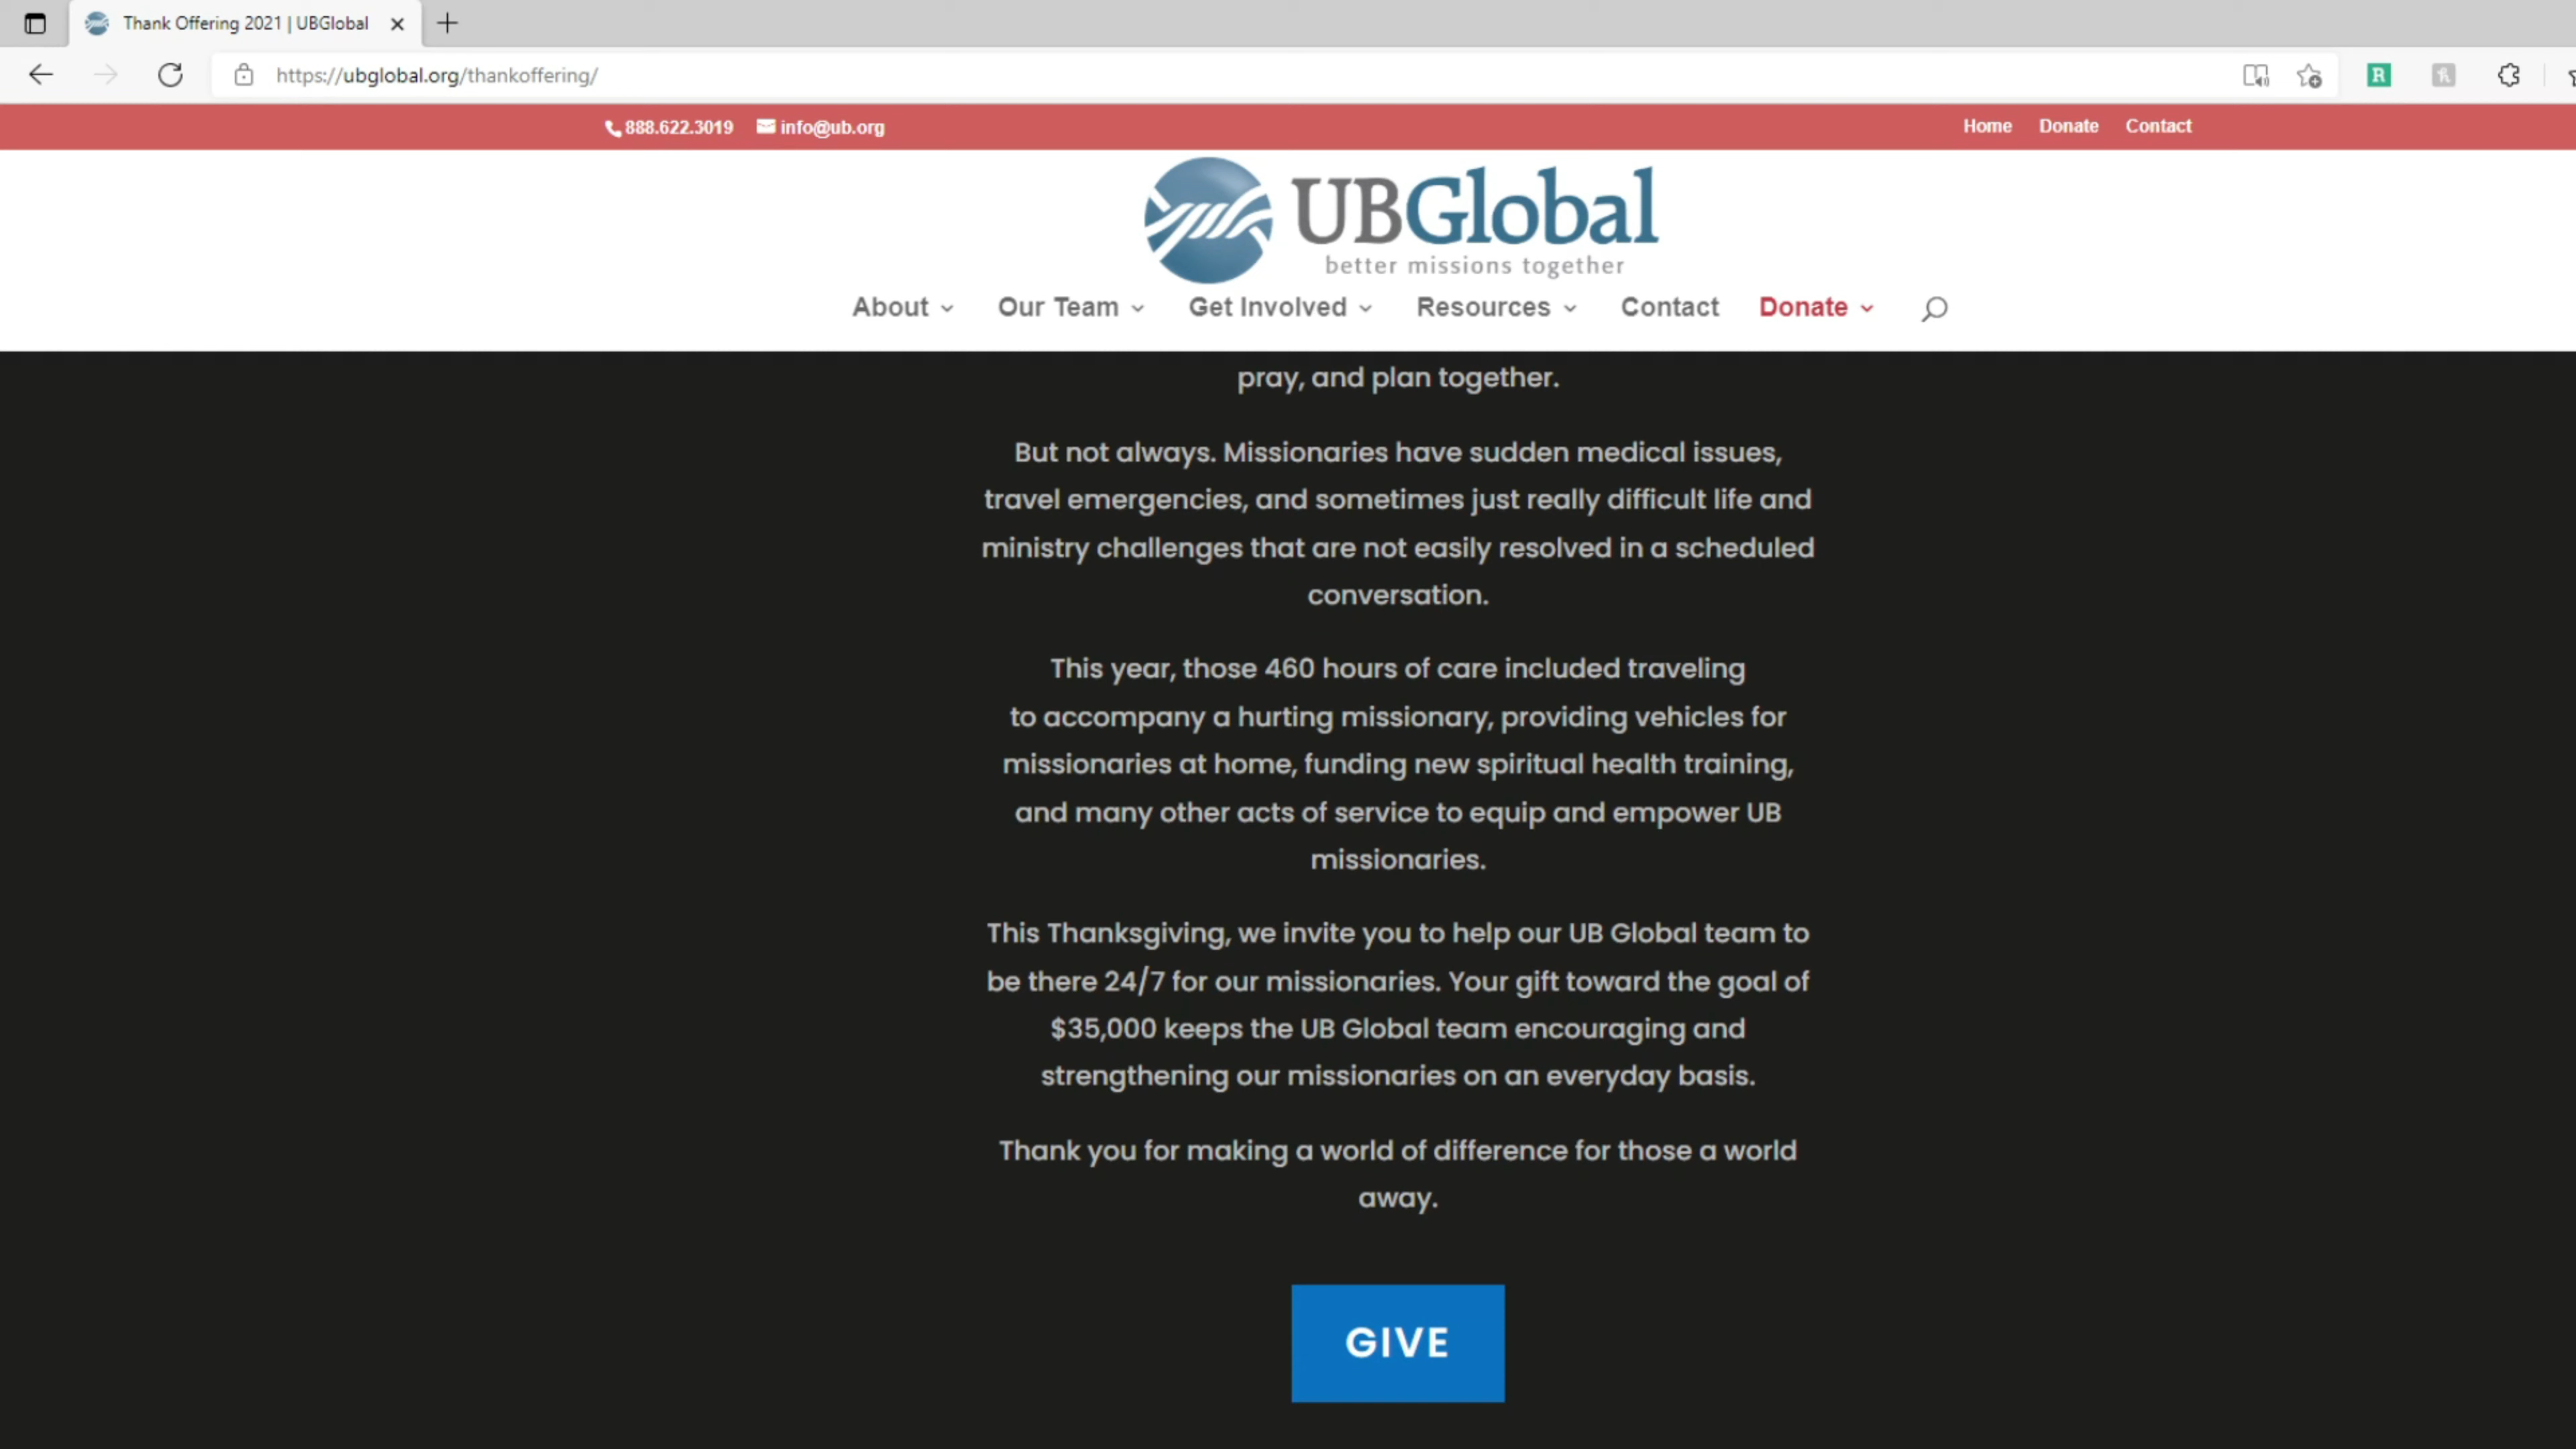 Thank Offering 2021 | UBGlobal
https://ubglobal.org/thankoffering/
888.622.3019 info@ub.org Home Donate Contact
UBGlobal
better missions together
About Our Team Get Involved Resources Contact Donate
pray, and plan together.
But not always. Missionaries have sudden medical issues,
travel emergencies, and sometimes just really difficult life and
ministry challenges that are not easily resolved in a scheduled
conversation.
This year, those 460 hours of care included traveling
to accompany a hurting missionary, providing vehicles for
missionaries at home, funding new spiritual health training,
and many other acts of service to equip and empower UB
missionaries.
This Thanksgiving, we invite you to help our UB Global team to
be there 24/7 for our missionaries. Your gift toward the goal of
$35,000 keeps the UB Global team encouraging and
strengthening our missionaries on an everyday basis.
Thank you for making a world of difference for those a world
away.
GIVE